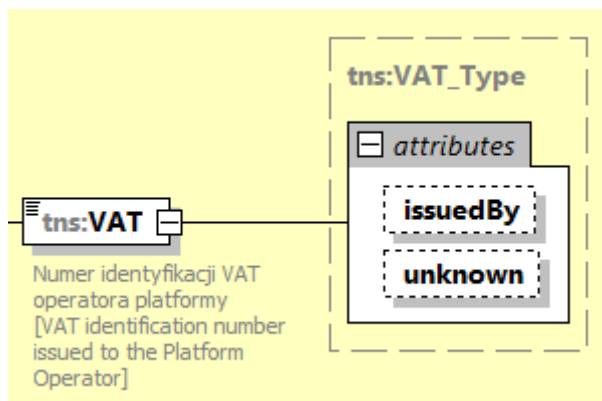 tns:VAT_Type
attributes
issuedBy
tns:VAT
unknown
Numer identyfikacji VAT
operatora platformy
[VAT identification number
issued to the Platform
Operator]